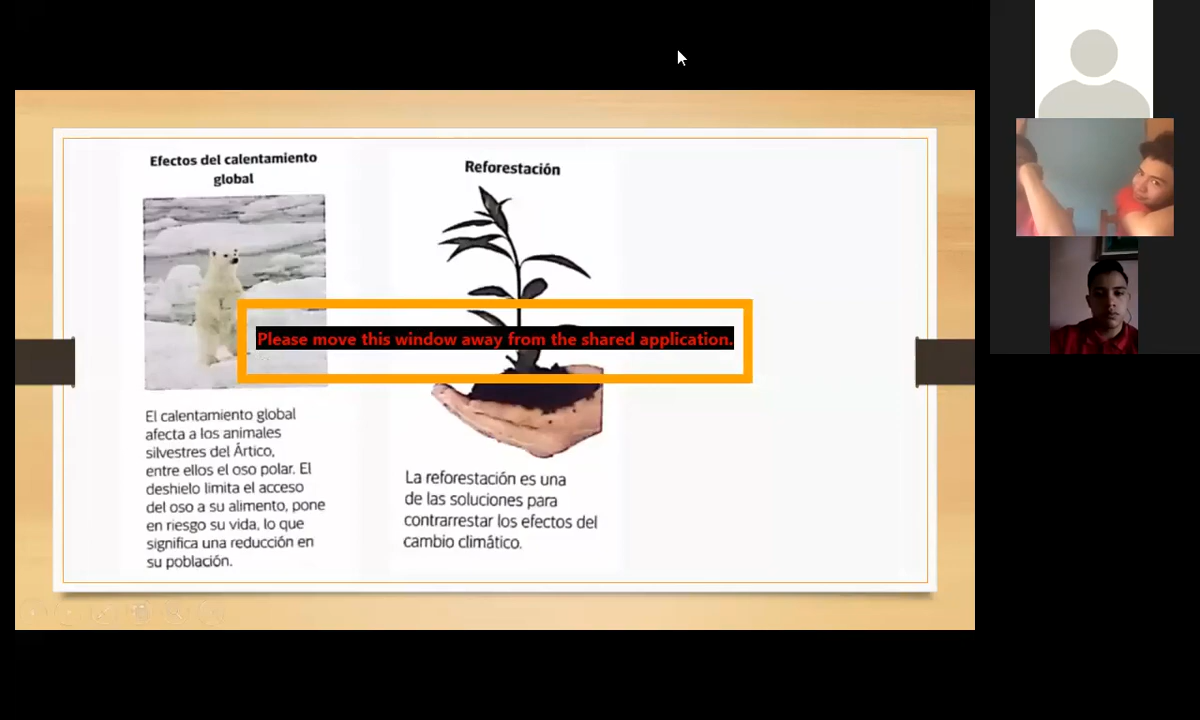 Efectos del calentamiento
global
El calentamiento global
afecta a los animales
silvestres del Ártico,
entre ellos el oso polar. El
deshielo limita el acceso
del oso a su alimento, pone
en riesgo su vida, lo que
significa una reducción en
su población.
Reforestación
La reforestación es una
de las soluciones para
contrarrestar los efectos del
cambio climático.
Please move this window away from the shared application.